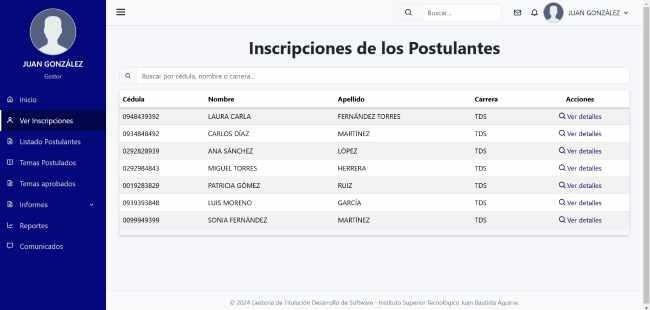 JUAN GONZÁLEZ
Gestor
Inicio
Ver Inscripciones
Listado Postulantes
Temas Postulados
Temas aprobados
Informes
Reportes
Comunicados
Buscar...
JUAN GONZÁLEZ
Inscripciones de los Postulantes
Buscar por cédula, nombre o carrera...
Cédula Nombre Apellido Carrera Acciones
0948439392 LAURA CARLA FERNÁNDEZ TORRES TDS Ver detalles
0934848492 CARLOS DÍAZ MARTÍNEZ TDS Ver detalles
0292828939 ANA SÁNCHEZ LÓPEZ TDS Ver detalles
0292984843 MIGUEL TORRES HERRERA TDS Ver detalles
0019283829 PATRICIA GÓMEZ RUIZ TDS Ver detalles
0939393848 LUIS MORENO GARCÍA TDS Ver detalles
0099949399 SONIA FERNÁNDEZ MARTÍNEZ TDS Ver detalles
© 2024 Gestoria de Titulación Desarrollo de Software - Instituto Superior Tecnológico Juan Bautista Aguirre.